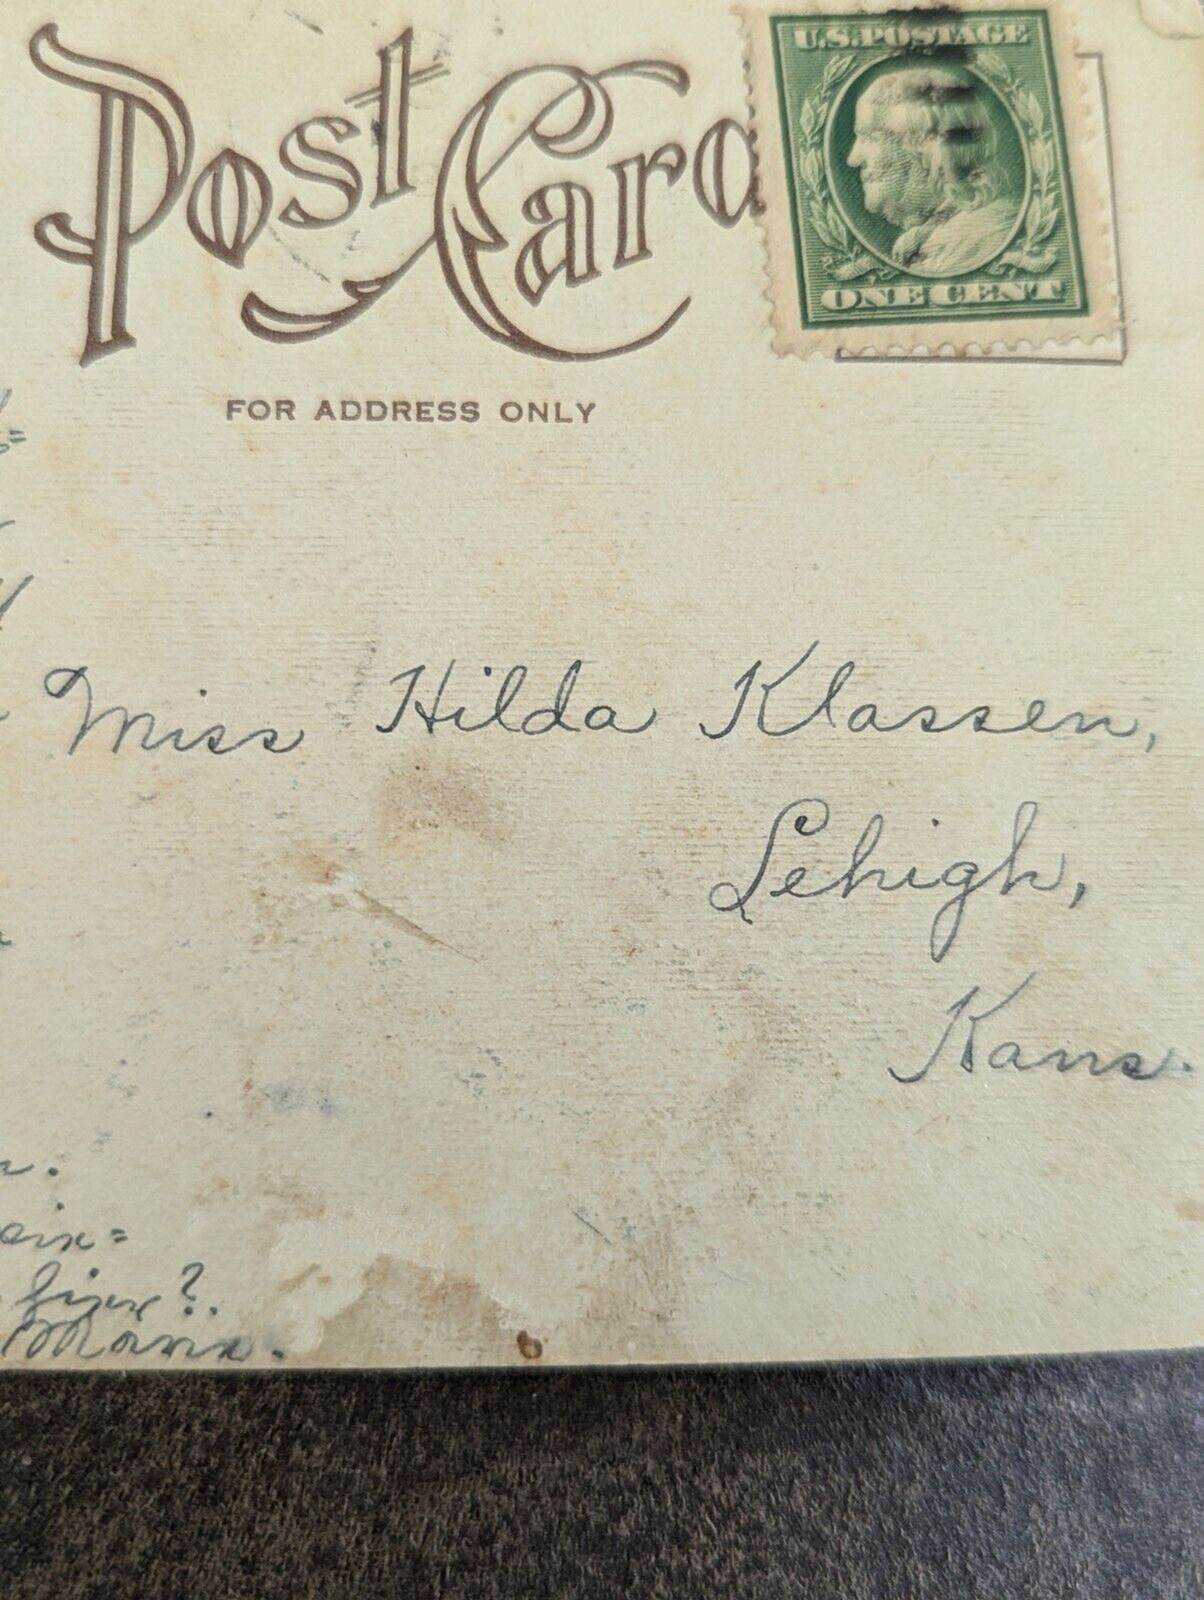 Post Card
U.S. POSTAGE
ONE CENT
FOR ADDRESS ONLY
Miss Hilda Klassen,
Lehigh,
Kans.